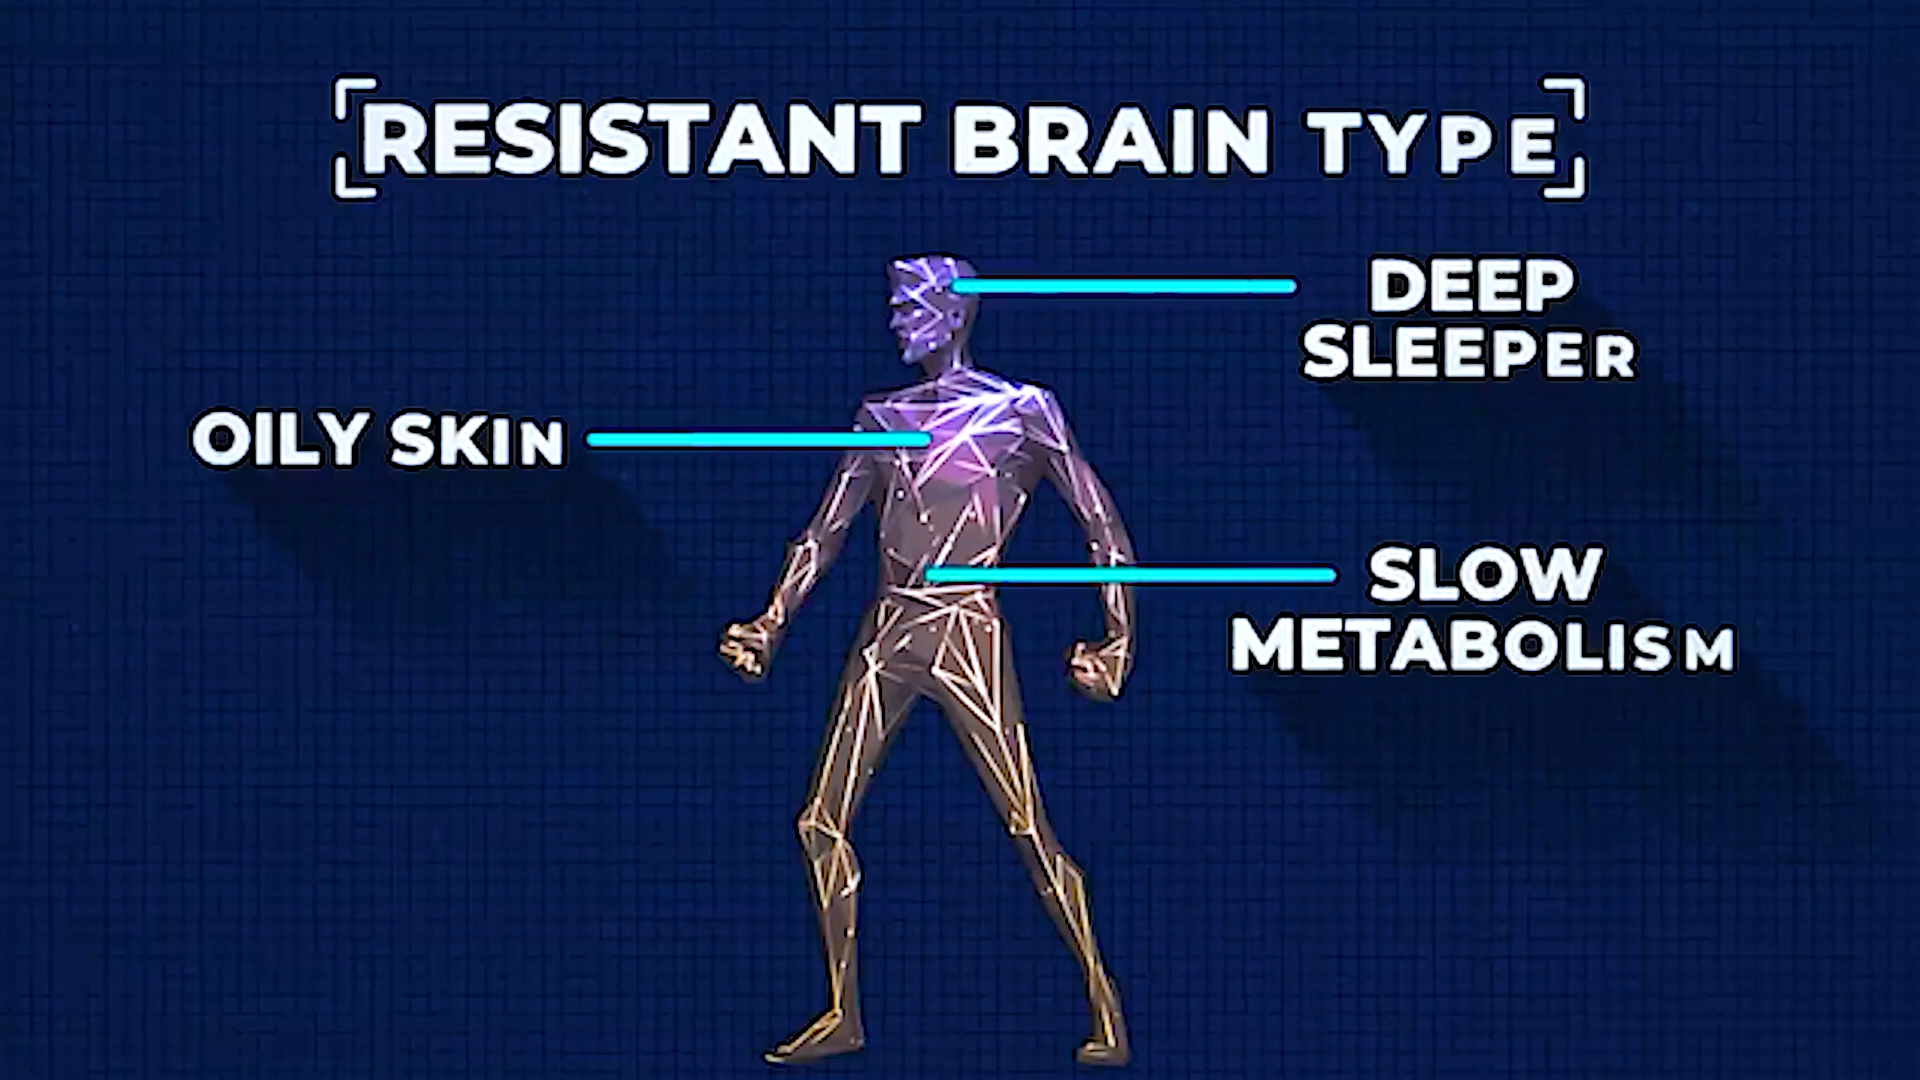 RESISTANT BRAIN TYPE
DEEP
SLEEPER
OILY SKIN
SLOW
METABOLISM